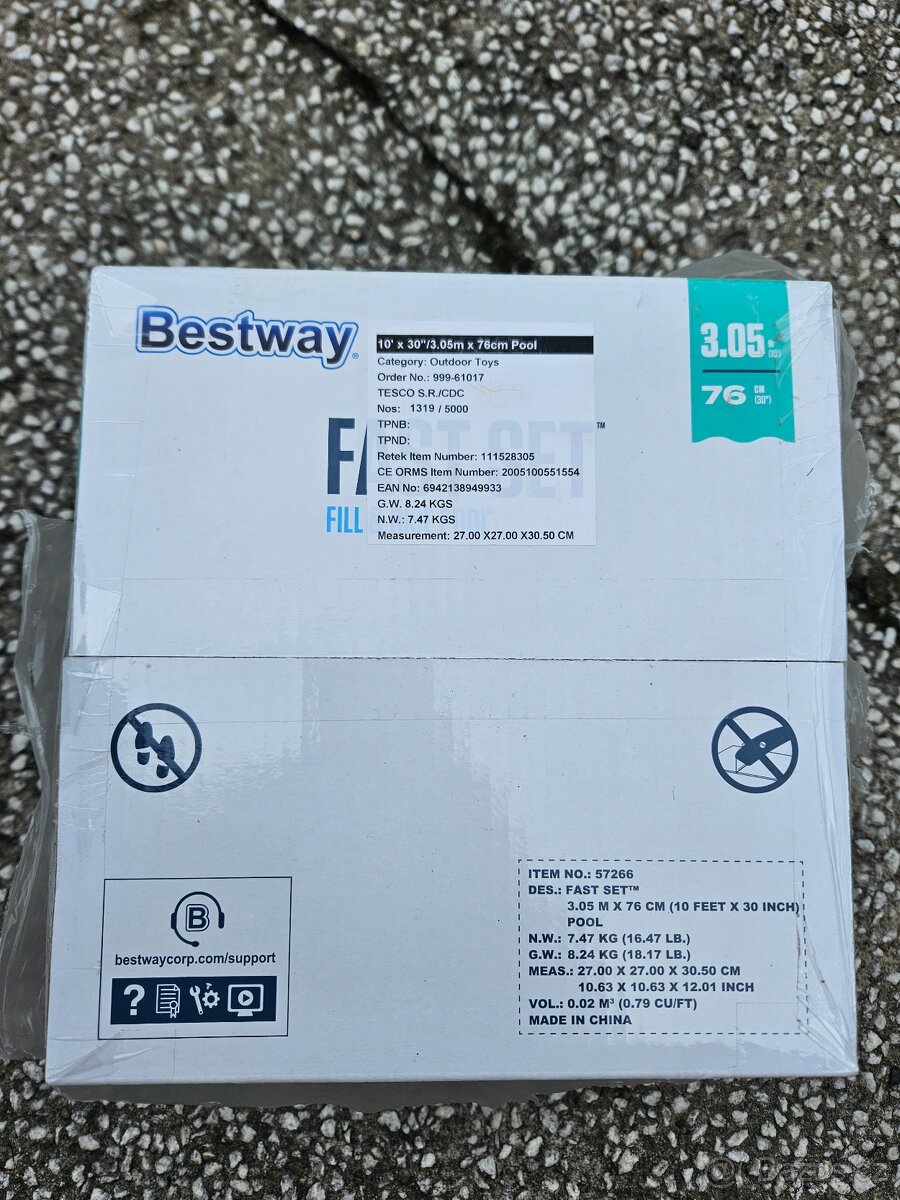 Bestway®
10' x 30"/3.05m x 76cm Pool
Category: Outdoor Toys
Order No.: 999-61017
TESCO S.R./CDC
Nos: 1319 / 5000
TPNB:
TPND:
Retek Item Number: 111528305
CE ORMS Item Number: 2005100551554
EAN No: 6942138949933
G.W. 8.24 KGS
N.W.: 7.47 KGS
Measurement: 27.00 X27.00 X30.50 CM
FAST SET™
FILL
3.05 M (10')
76 CM (30")
B
bestwaycorp.com/support
?
ITEM NO.: 57266
DES.: FAST SET™
3.05 M X 76 CM (10 FEET X 30 INCH)
POOL
N.W.: 7.47 KG (16.47 LB.)
G.W.: 8.24 KG (18.17 LB.)
MEAS.: 27.00 X 27.00 X 30.50 CM
10.63 X 10.63 X 12.01 INCH
VOL.: 0.02 M³ (0.79 CU/FT)
MADE IN CHINA